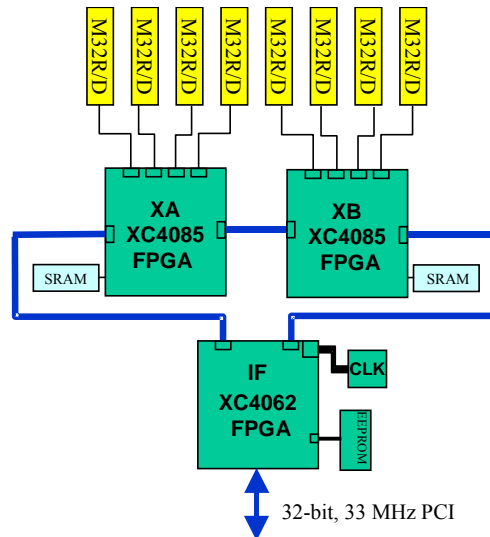 M32R/D
M32R/D
M32R/D
M32R/D
M32R/D
M32R/D
M32R/D
M32R/D
XA
XC4085
FPGA
XB
XC4085
FPGA
SRAM
SRAM
IF
XC4062
FPGA
CLK
EEPROM
32-bit, 33 MHz PCI